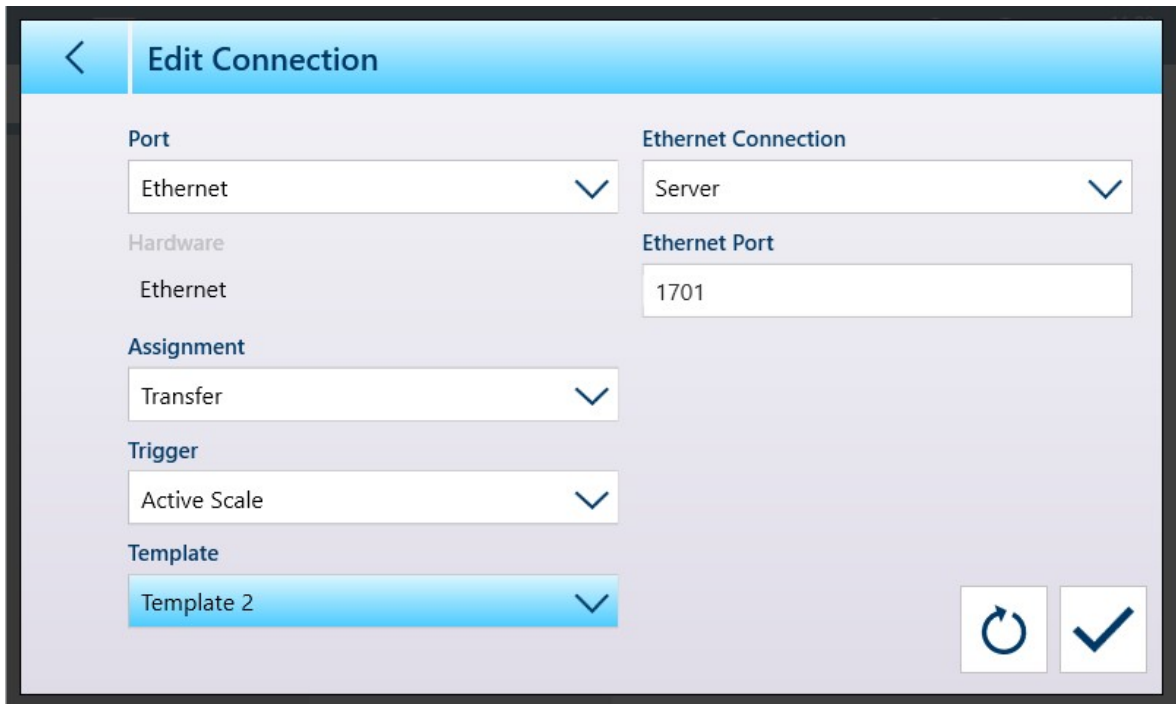 Edit Connection
Port
Ethernet
Hardware
Ethernet
Assignment
Transfer
Trigger
Active Scale
Template
Template 2
Ethernet Connection
Server
Ethernet Port
1701